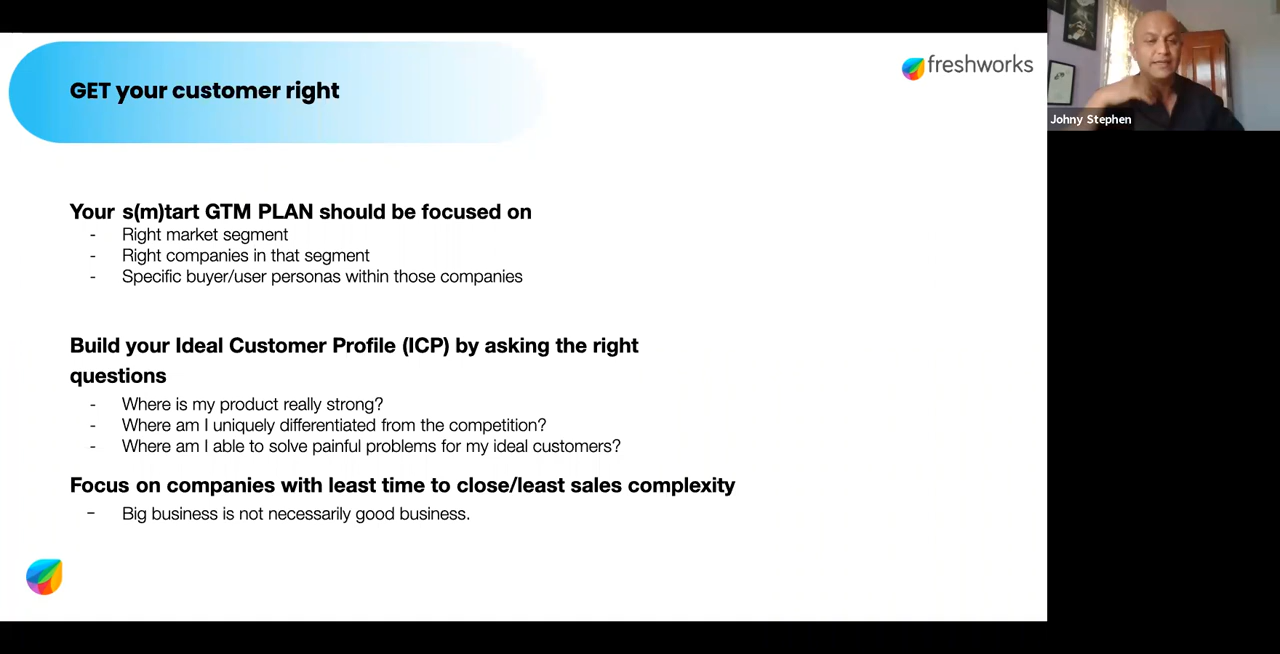 GET your customer right
freshworks
Johny Stephen
Your s(m)tart GTM PLAN should be focused on
- Right market segment
- Right companies in that segment
- Specific buyer/user personas within those companies
Build your Ideal Customer Profile (ICP) by asking the right
questions
- Where is my product really strong?
- Where am I uniquely differentiated from the competition?
- Where am I able to solve painful problems for my ideal customers?
Focus on companies with least time to close/least sales complexity
- Big business is not necessarily good business.